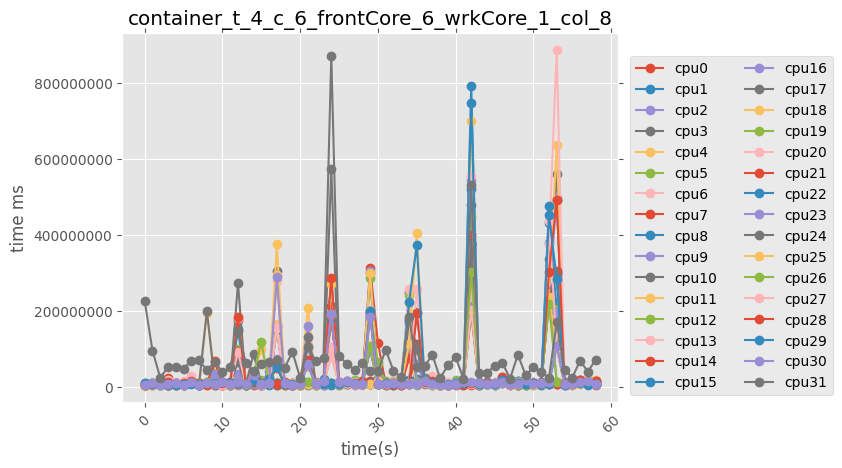 container_t_4_c_6_frontCore_6_wrkCore_1_col_8
800000000
600000000
400000000
200000000
0
time ms
0
10
20
30
40
50
60
time(s)
cpu0
cpu1
cpu2
cpu3
cpu4
cpu5
cpu6
cpu7
cpu8
cpu9
cpu10
cpu11
cpu12
cpu13
cpu14
cpu15
cpu16
cpu17
cpu18
cpu19
cpu20
cpu21
cpu22
cpu23
cpu24
cpu25
cpu26
cpu27
cpu28
cpu29
cpu30
cpu31